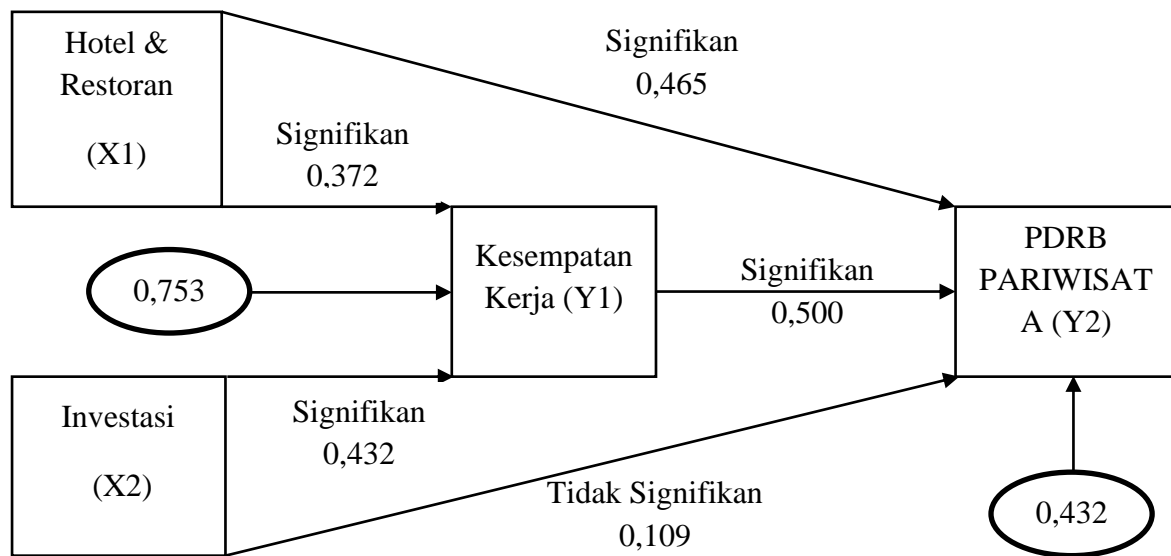 Hotel &
Restoran
(X1)
Signifikan
0,465
Signifikan
0,372
0,753
Kesempatan
Kerja (Y1)
Signifikan
0,500
PDRB
PARIWISAT
A (Y2)
Investasi
(X2)
Signifikan
0,432
Tidak Signifikan
0,109
0,432